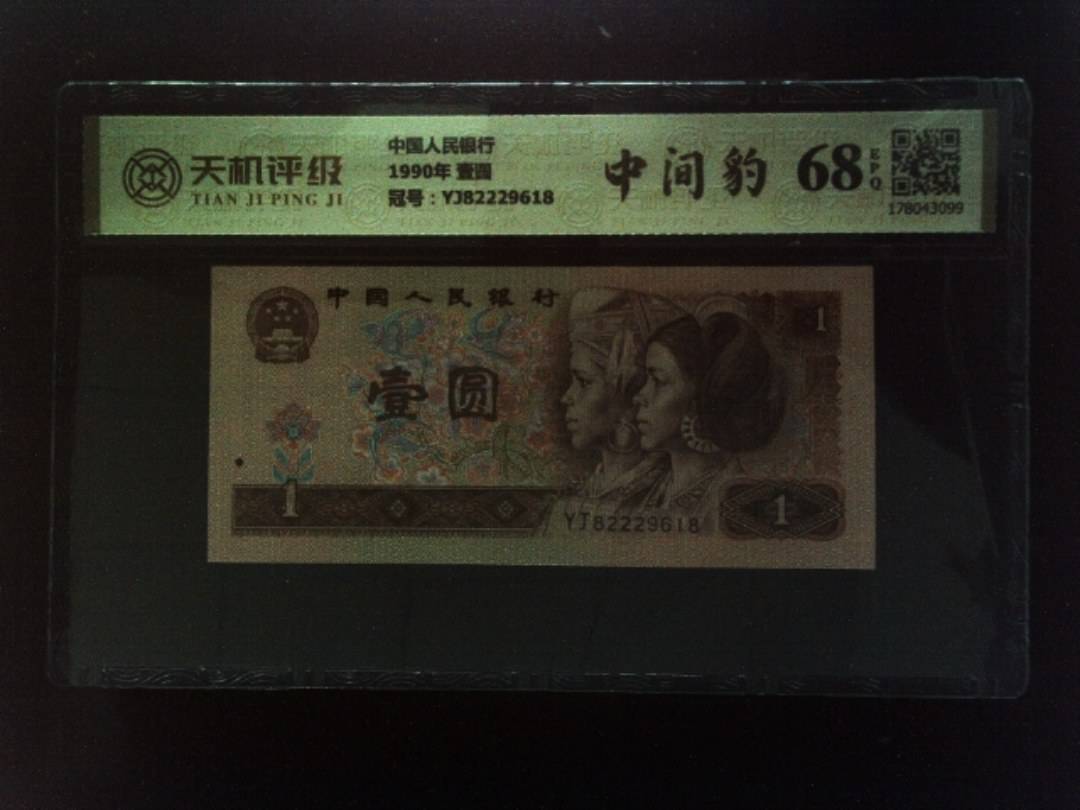 天机评级
TIAN JI PING JI
中国人民银行
1990年 壹圆
冠号：YJ82229618
中间豹
68
EPQ
178043099
中国人民银行
1
壹圆
1
YJ82229618
1